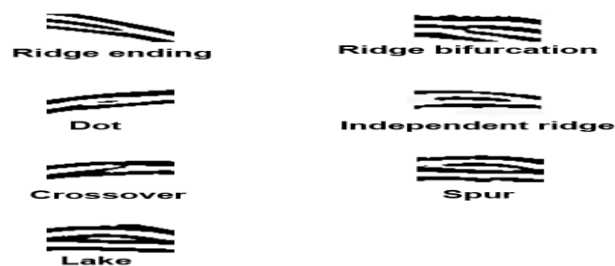 Ridge ending
Ridge bifurcation
Dot
Independent ridge
Crossover
Spur
Lake